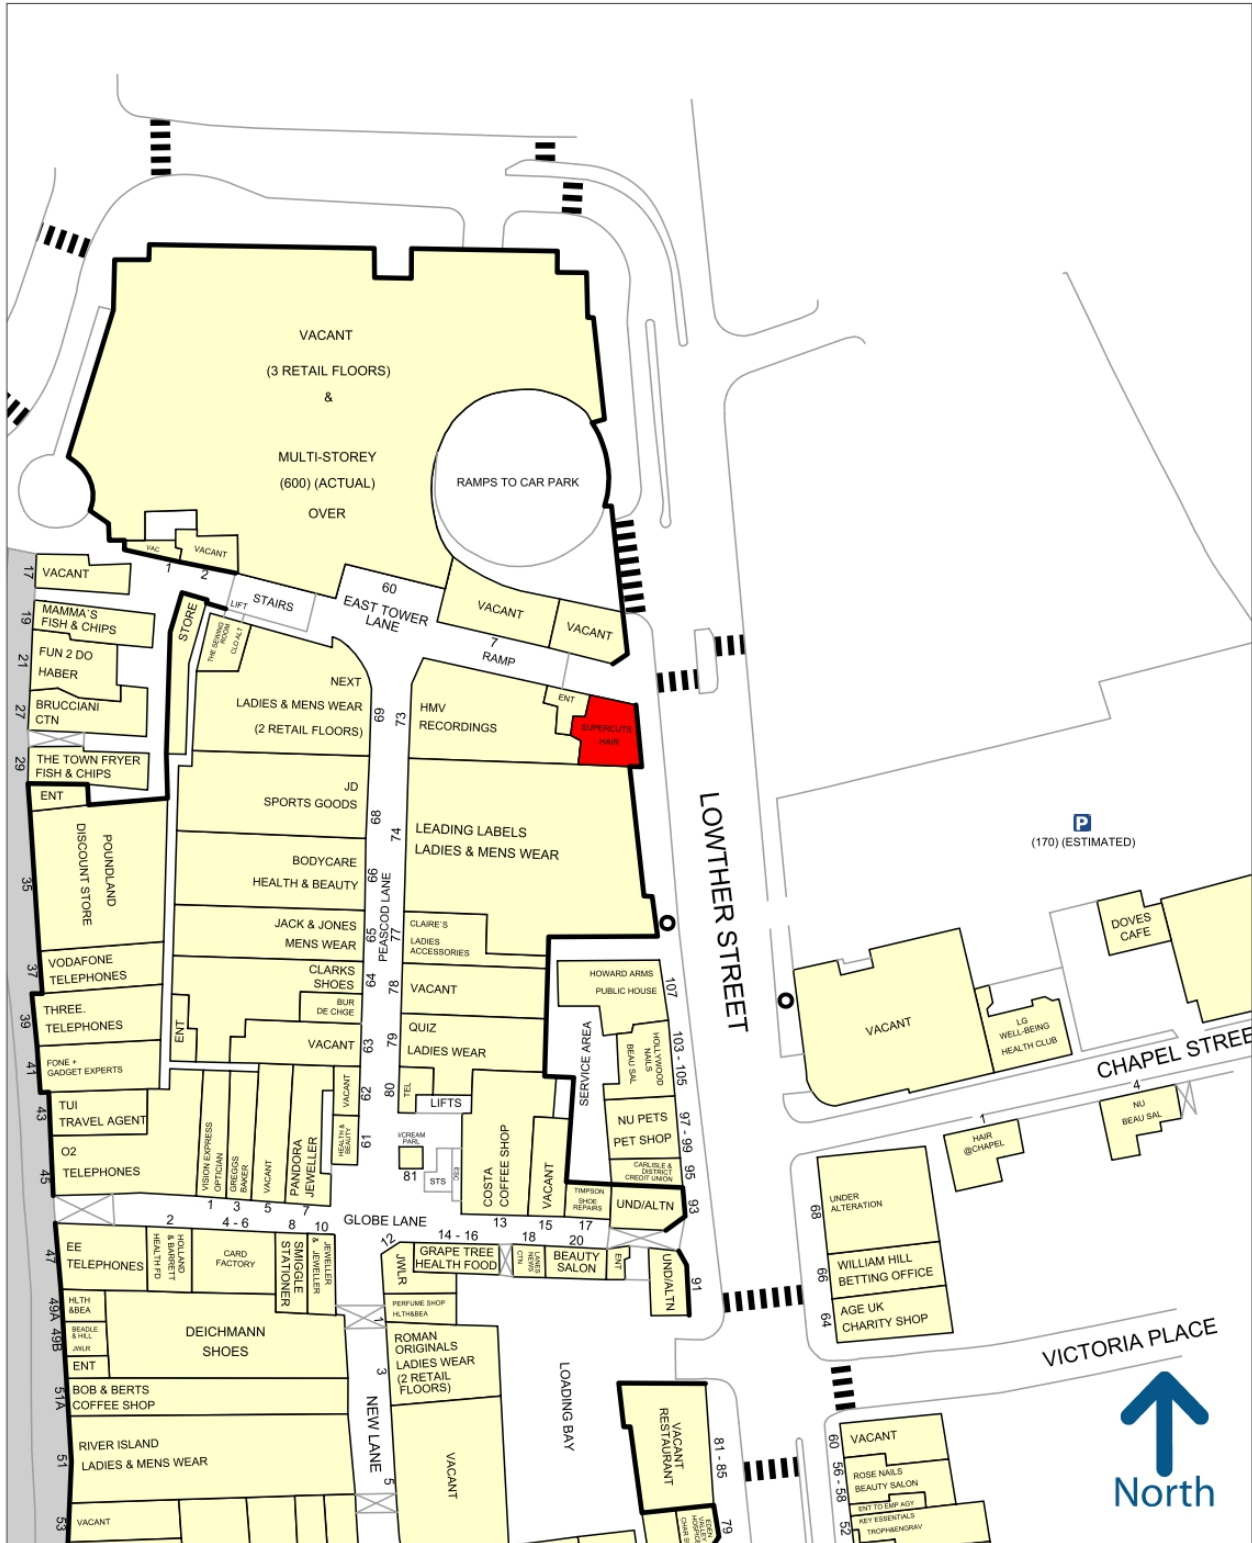 VACANT
(3 RETAIL FLOORS)
&
MULTI-STOREY
(600) (ACTUAL)
OVER
RAMPS TO CAR PARK
VAC
VACANT
1
2
17
VACANT
LIFT
STAIRS
60
EAST TOWER
LANE
VACANT
VACANT
7
RAMP
19
MAMMA`S
FISH & CHIPS
STORE
THE SEWING
ROOM
CLO ALT
21
FUN 2 DO
HABER
27
BRUCCIANI
CTN
29
THE TOWN FRYER
FISH & CHIPS
ENT
NEXT
LADIES & MENS WEAR
(2 RETAIL FLOORS)
69
73
HMV
RECORDINGS
ENT
SUPERCUTS
HAIR
JD
SPORTS GOODS
68
74
LEADING LABELS
LADIES & MENS WEAR
LOWTHER STREET
P
(170) (ESTIMATED)
35
POUNDLAND
DISCOUNT STORE
BODYCARE
HEALTH & BEAUTY
66
PEASCOD LANE
JACK & JONES
MENS WEAR
65
77
CLAIRE`S
LADIES
ACCESSORIES
DOVES
CAFE
37
VODAFONE
TELEPHONES
CLARKS
SHOES
64
78
VACANT
HOWARD ARMS
PUBLIC HOUSE
107
BUR
DE CHGE
39
THREE.
TELEPHONES
ENT
VACANT
63
79
QUIZ
LADIES WEAR
SERVICE AREA
BEAU SAL
HOLLYWOOD
NAILS
103 - 105
VACANT
LG
WELL-BEING
HEALTH CLUB
CHAPEL STREE
41
FONE +
GADGET EXPERTS
43
TUI
TRAVEL AGENT
VACANT
62
80
TEL
LIFTS
NU PETS
PET SHOP
97 - 99
4
1
NU
BEAU SAL
HAIR
@CHAPEL
45
O2
TELEPHONES
VISION EXPRESS
OPTICIAN
GREGGS
BAKER
VACANT
PANDORA
JEWELLER
HEALTH &
BEAUTY
61
I/CREAM
PARL
81
STS
ESC
COSTA
COFFEE SHOP
VACANT
CARLISLE &
DISTRICT
CREDIT UNION
95
TIMPSON
SHOE
REPAIRS
UND/ALTN
93
1
3
5
7
GLOBE LANE
13
15
17
68
UNDER
ALTERATION
47
EE
TELEPHONES
2
HOLLAND
& BARRETT
HEALTH FD
4 - 6
CARD
FACTORY
8
SMIGGLE
STATIONER
10
JEWELLER
& JEWELLER
12
JWLR
14 - 16
GRAPE TREE
HEALTH FOOD
18
LANES
NEWS
CTN
20
BEAUTY
SALON
ENT
UND/ALTN
91
66
WILLIAM HILL
BETTING OFFICE
64
AGE UK
CHARITY SHOP
49A
HLTH
&BEA
49B
BEADLE
& HILL
JWLR
ENT
DEICHMANN
SHOES
1
PERFUME SHOP
HLTH&BEA
3
ROMAN
ORIGINALS
LADIES WEAR
(2 RETAIL
FLOORS)
LOADING BAY
VICTORIA PLACE
51A
BOB & BERTS
COFFEE SHOP
NEW LANE
51
RIVER ISLAND
LADIES & MENS WEAR
5
VACANT
VACANT
RESTAURANT
81 - 85
60
VACANT
56 - 58
ROSE NAILS
BEAUTY SALON
ENT TO EMP AGY
North
53
VACANT
EDEN
VALLEY
HOSPICE
CHAR S
79
52
KEY ESSENTIALS
TROPH&ENGRAV